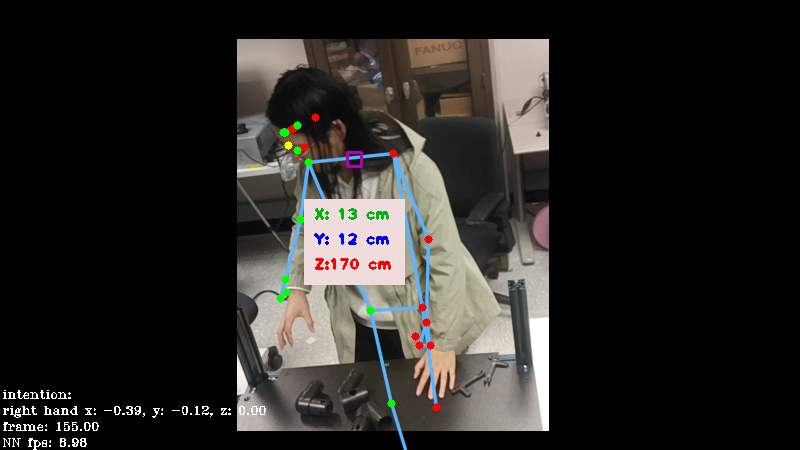 FANUC
X: 13 cm
Y: 12 cm
Z:170 cm
intention:
right hand x: -0.39, y: -0.12, z: 0.00
frame: 155.00
NN fps: 8.98